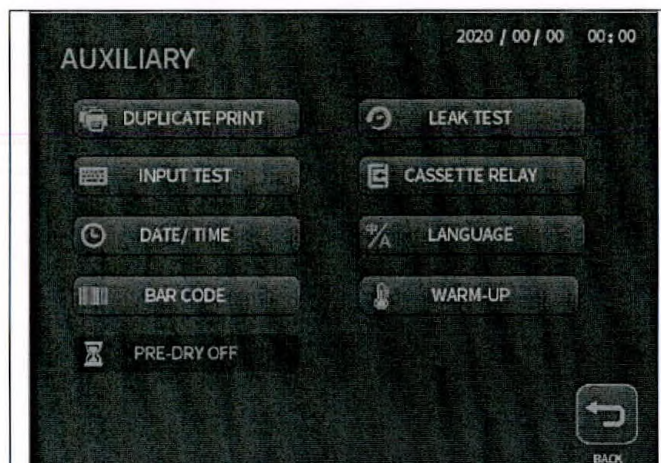 2020 / 00 / 00 00:00
AUXILIARY
DUPLICATE PRINT
LEAK TEST
INPUT TEST
CASSETTE RELAY
DATE/ TIME
中/A LANGUAGE
BAR CODE
WARM-UP
PRE-DRY OFF
BACK